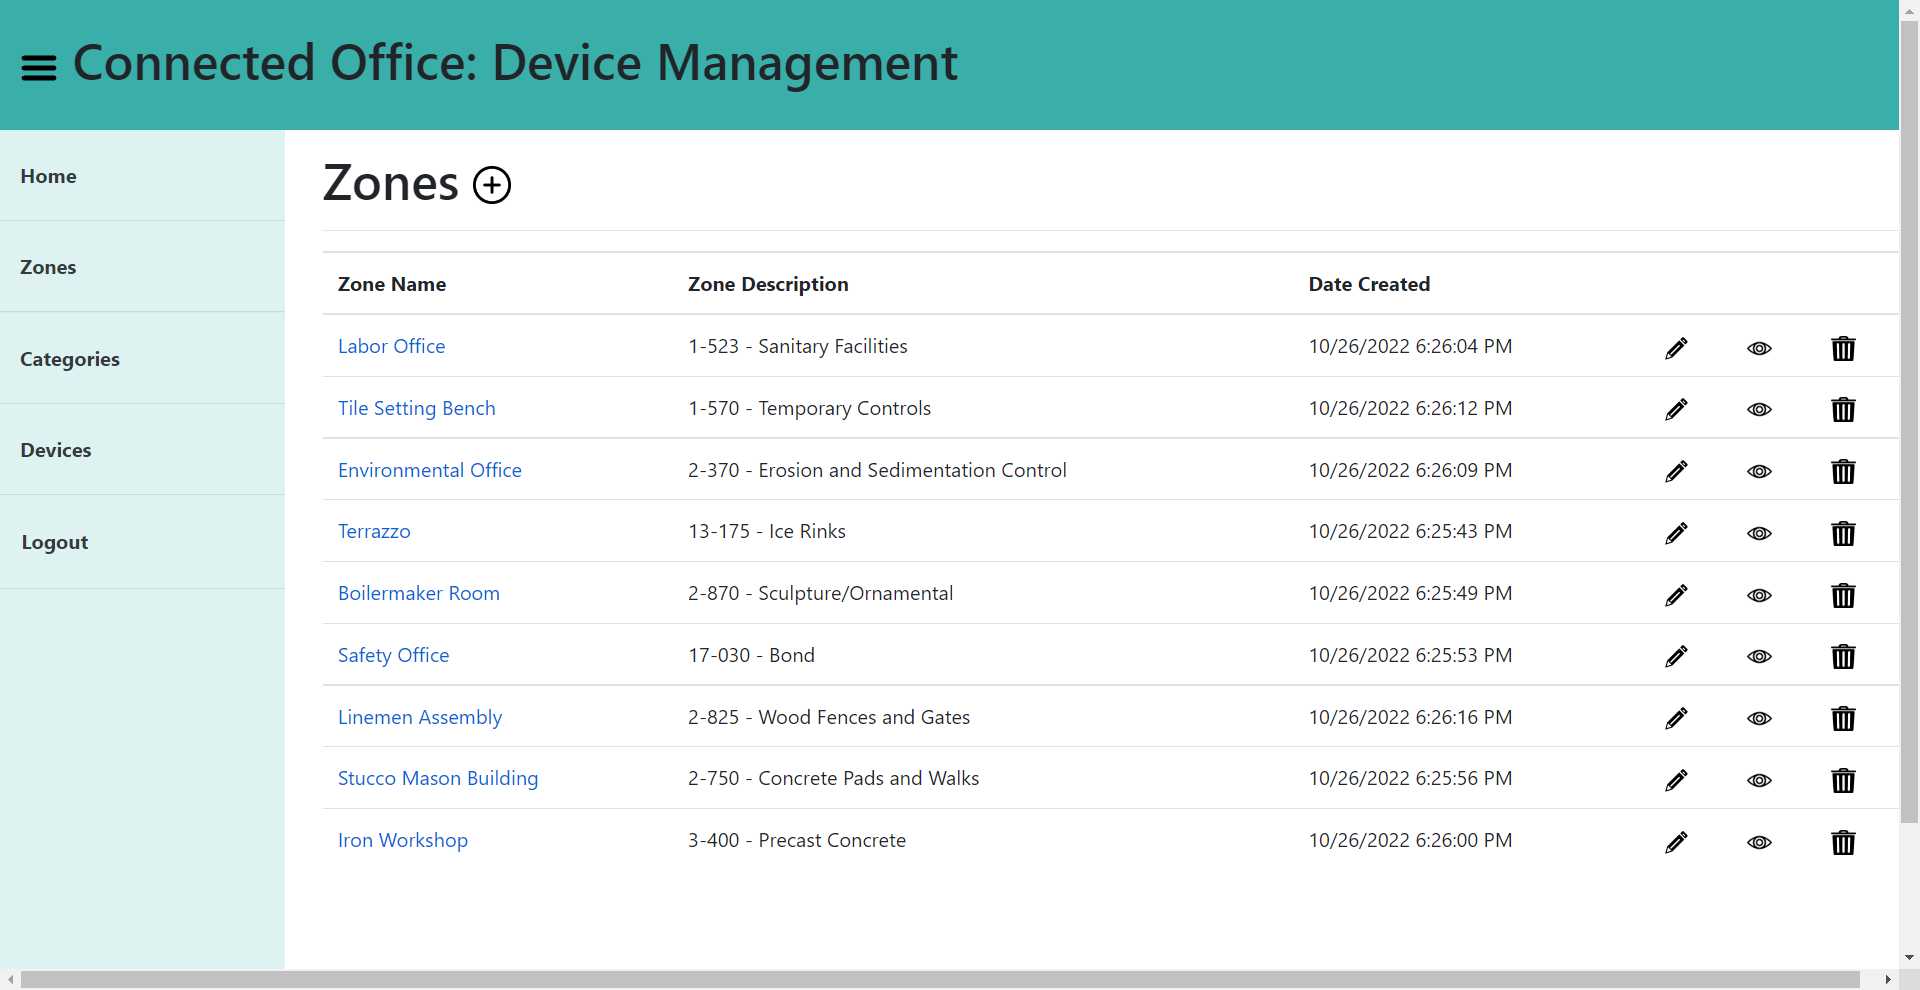 Connected Office: Device Management
Home
Zones
Categories
Devices
Logout
Zones
Zone Name Zone Description Date Created
Labor Office 1-523 - Sanitary Facilities 10/26/2022 6:26:04 PM
Tile Setting Bench 1-570 - Temporary Controls 10/26/2022 6:26:12 PM
Environmental Office 2-370 - Erosion and Sedimentation Control 10/26/2022 6:26:09 PM
Terrazzo 13-175 - Ice Rinks 10/26/2022 6:25:43 PM
Boilermaker Room 2-870 - Sculpture/Ornamental 10/26/2022 6:25:49 PM
Safety Office 17-030 - Bond 10/26/2022 6:25:53 PM
Linemen Assembly 2-825 - Wood Fences and Gates 10/26/2022 6:26:16 PM
Stucco Mason Building 2-750 - Concrete Pads and Walks 10/26/2022 6:25:56 PM
Iron Workshop 3-400 - Precast Concrete 10/26/2022 6:26:00 PM